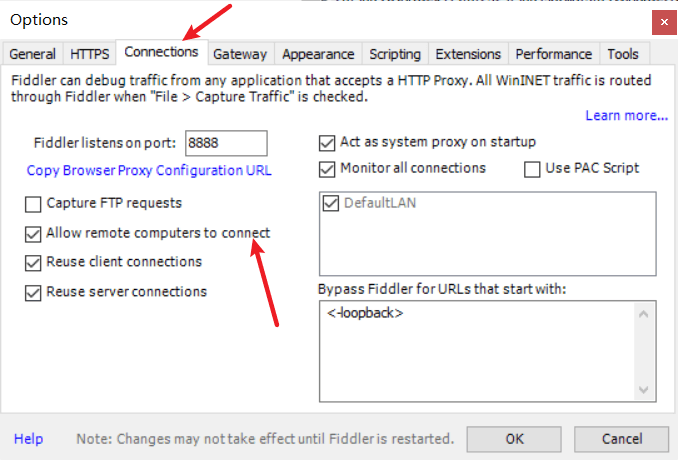 Options
General HTTPS Connections Gateway Appearance Scripting Extensions Performance Tools
Fiddler can debug traffic from any application that accepts a HTTP Proxy. All WinINET traffic is routed
through Fiddler when "File > Capture Traffic" is checked.
Learn more...
Fiddler listens on port: 8888
Copy Browser Proxy Configuration URL
Capture FTP requests
Allow remote computers to connect
Reuse client connections
Reuse server connections
Act as system proxy on startup
Monitor all connections Use PAC Script
DefaultLAN
Bypass Fiddler for URLs that start with:
<-loopback>
Help Note: Changes may not take effect until Fiddler is restarted. OK Cancel